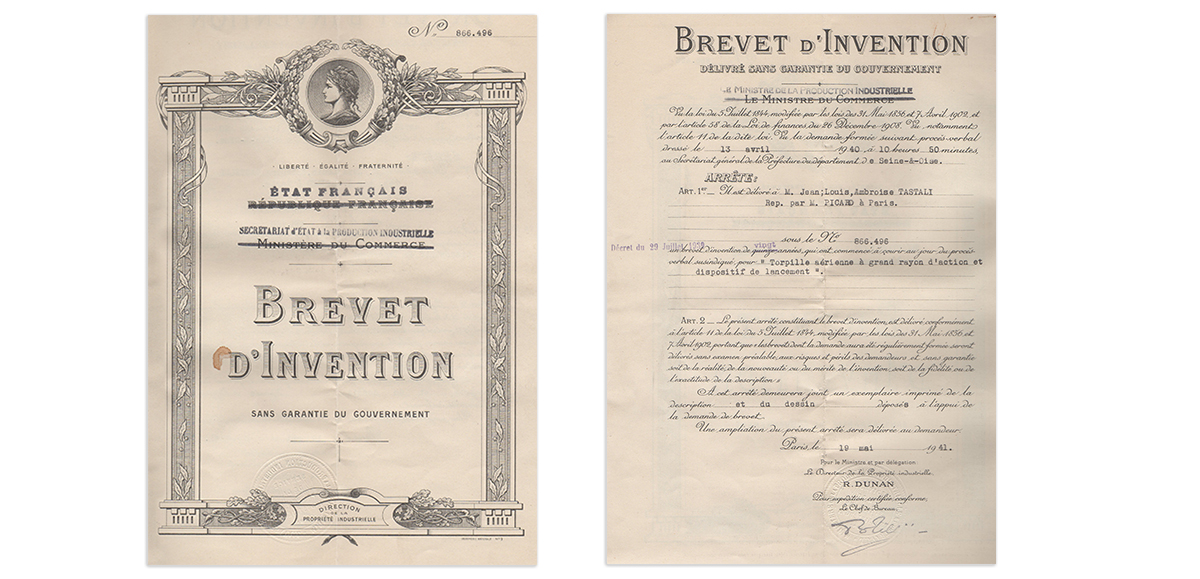 N° 866.496
· LIBERTÉ · ÉGALITÉ · FRATERNITÉ ·
ÉTAT FRANÇAIS
RÉPUBLIQUE FRANÇAISE
SECRÉTARIAT d'ÉTAT à la PRODUCTION INDUSTRIELLE
MINISTÈRE DU COMMERCE
BREVET
D'INVENTION
SANS GARANTIE DU GOUVERNEMENT
DIRECTION
DE LA
PROPRIÉTÉ INDUSTRIELLE
BREVET D'INVENTION
DÉLIVRÉ SANS GARANTIE DU GOUVERNEMENT
LE MINISTRE DE LA PRODUCTION INDUSTRIELLE
LE MINISTRE DU COMMERCE
Vu la loi du 5 Juillet 1844, modifiée par les lois des 31 Mai 1856 et 7 Avril 1902, et
par l'article 58 de la Loi de finances du 26 Décembre 1908. Vu notamment
l'article 11 de la dite loi. Vu la demande formée suivant procès-verbal
dressé le 13 avril 1940, à 10 heures 50 minutes,
au Secrétariat général de la Préfecture du département de Seine-&-Oise.
ARRÊTE:
ART. 1er _ Il est délivré à M. Jean;Louis,Ambroise TASTALI
Rep. par M. PICARD à Paris.
sous le N° 866.496
Décret du 29 Juillet 1939 vingt
un brevet d'invention de quinze années, qui ont commencé à courir au jour du procès
verbal susindiqué, pour " Torpille aérienne à grand rayon d'action et
dispositif de lancement ".
ART. 2 _ Le présent arrêté constituant le brevet d'invention, est délivré conformément
à l'article 11 de la loi du 5 Juillet 1844, modifiée par les lois des 31 Mai 1856 et
7 Avril 1902, portant que « les brevets dont la demande aura été régulièrement formée seront
délivrés sans examen préalable, aux risques et périls des demandeurs et sans garantie
soit de la réalité, de la nouveauté ou du mérite de l'invention, soit de la fidélité ou de
l'exactitude de la description »
A cet arrêté demeurera joint un exemplaire imprimé de la
description et du dessin déposés à l'appui de
la demande de brevet.
Une ampliation du présent arrêté sera délivrée au demandeur.
Paris, le 19 mai 1941.
Pour le Ministre et par délégation:
Le Directeur de la Propriété industrielle.
R. DUNAN
Pour expédition certifiée conforme,
Le Chef de Bureau.